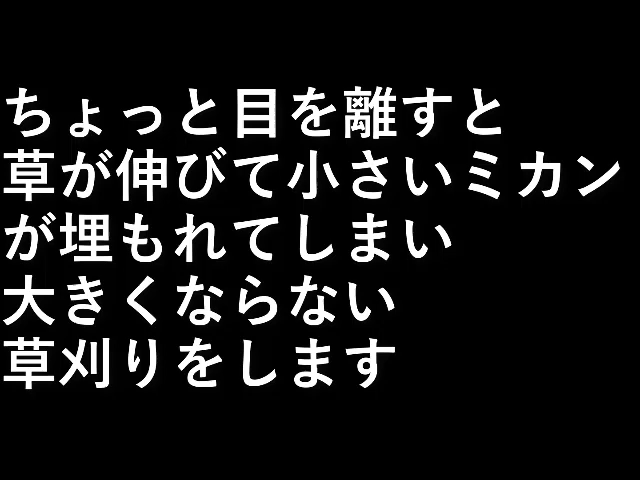 ちょっと目を離すと
草が伸びて小さいミカン
が埋もれてしまい
大きくならない
草刈りをします